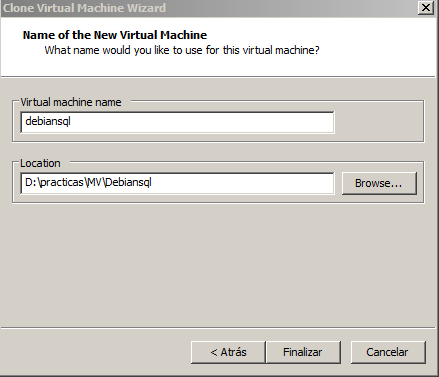 Clone Virtual Machine Wizard
Name of the New Virtual Machine
What name would you like to use for this virtual machine?
Virtual machine name
debiansql
Location
D:\practicas\MV\Debiansql
Browse...
< Atrás
Finalizar
Cancelar